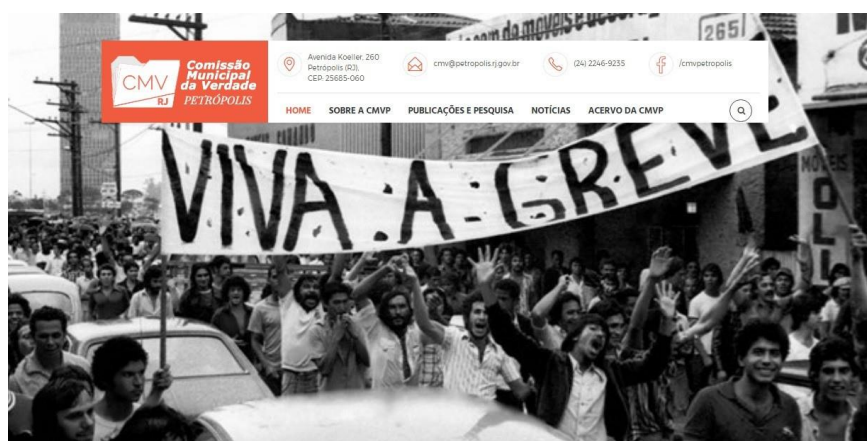 265
CMV
RJ
Comissão
Municipal
da Verdade
PETRÓPOLIS
Avenida Koeller, 260
Petrópolis (RJ).
CEP: 25685-060
cmv@petropolis.rj.gov.br
(24) 2246-9235
/cmvpetropolis
HOME SOBRE A CMVP PUBLICAÇÕES E PESQUISA NOTÍCIAS ACERVO DA CMVP
VIVA A GREVE
MÓVEIS